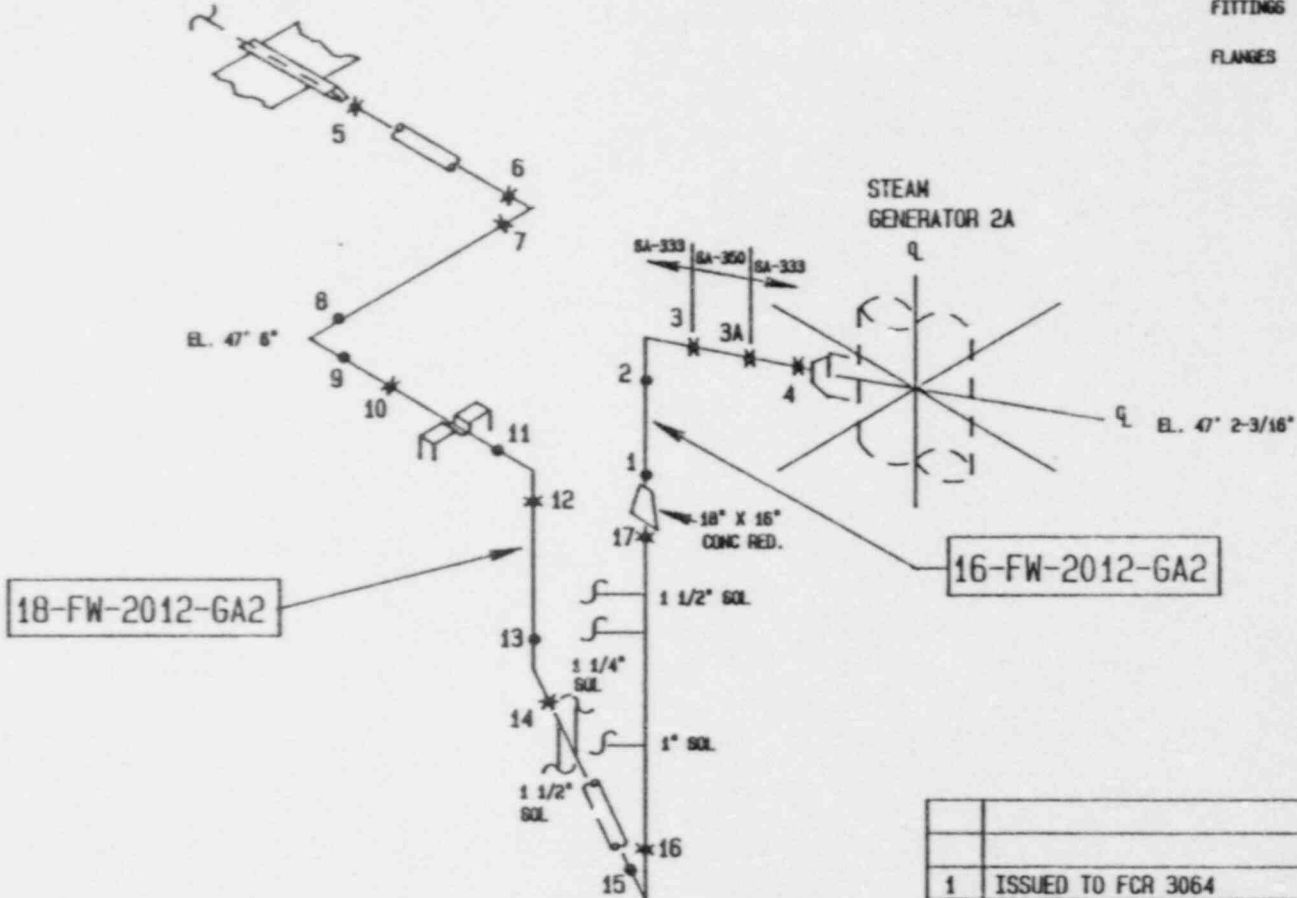 FITTINGS
FLANGES
5
6
7
STEAM
GENERATOR 2A
SA-333
SA-350
SA-333
8
3
3A
EL. 47' 6"
9
2
4
10
11
EL. 47' 2-3/16"
1
12
18" X 16"
CONC RED.
17
16-FW-2012-GA2
1 1/2" SOL
18-FW-2012-GA2
13
1 1/4"
SOL
14
1" SOL
1 1/2"
SOL
16
15
1 ISSUED TO FCR 3064